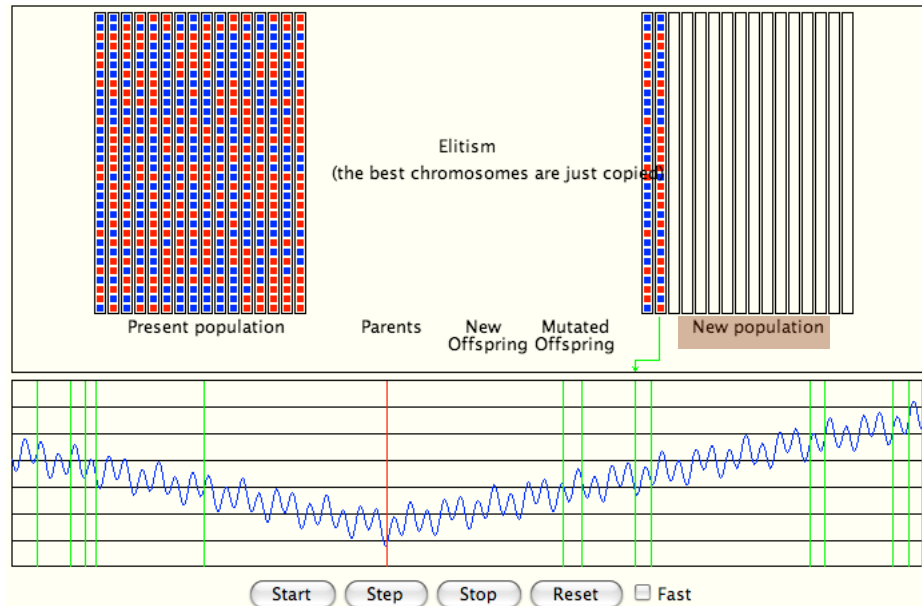 Elitism
(the best chromosomes are just copied)
Present population
Parents
New
Offspring
Mutated
Offspring
New population
Start
Step
Stop
Reset
Fast